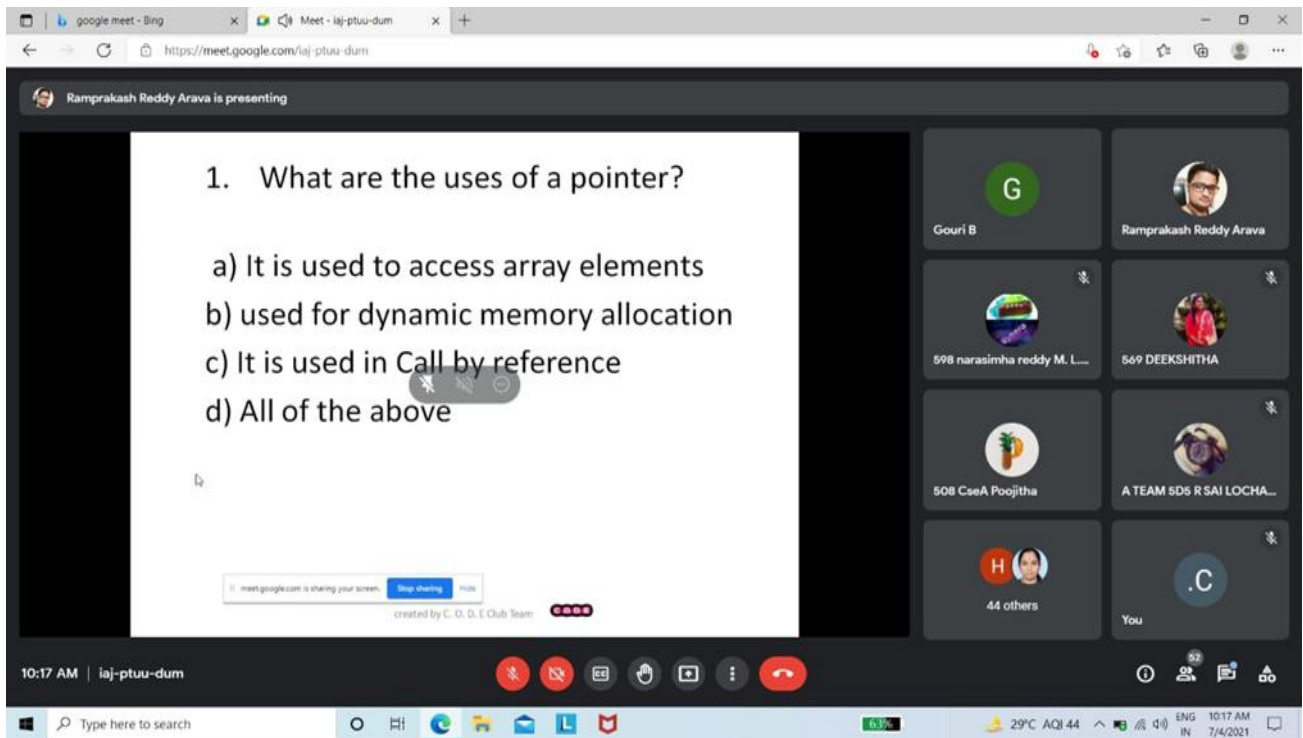 google meet - Bing
Meet - iaj-ptuu-dum
https://meet.google.com/iaj-ptuu-dum
Ramprakash Reddy Arava is presenting
1. What are the uses of a pointer?
a) It is used to access array elements
b) used for dynamic memory allocation
c) It is used in Call by reference
d) All of the above
meet.google.com is sharing your screen. Stop sharing Hide
created by C. O. D. E Club Team
G
Gouri B
Ramprakash Reddy Arava
598 narasimha reddy M. L....
569 DEEKSHITHA
508 CseA Poojitha
A TEAM 5D5 R SAI LOCHA...
H
44 others
.C
You
10:17 AM | iaj-ptuu-dum
52
Type here to search
63%
29°C AQI 44
ENG
IN
10:17 AM
7/4/2021